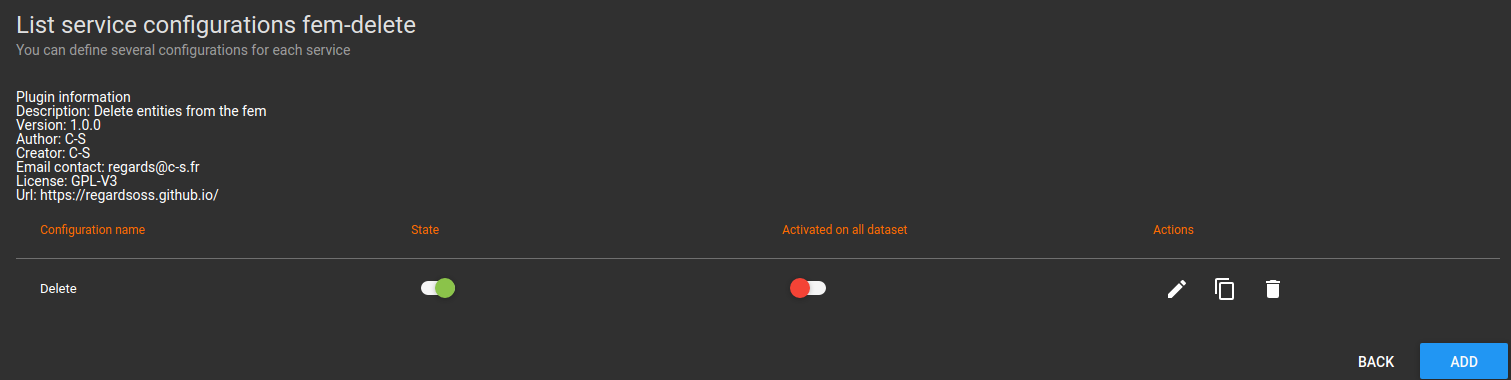 List service configurations fem-delete
You can define several configurations for each service
Plugin information
Description: Delete entities from the fem
Version: 1.0.0
Author: C-S
Creator: C-S
Email contact: regards@c-s.fr
License: GPL-V3
Url: https://regardsoss.github.io/
Configuration name State Activated on all dataset Actions
Delete
BACK ADD